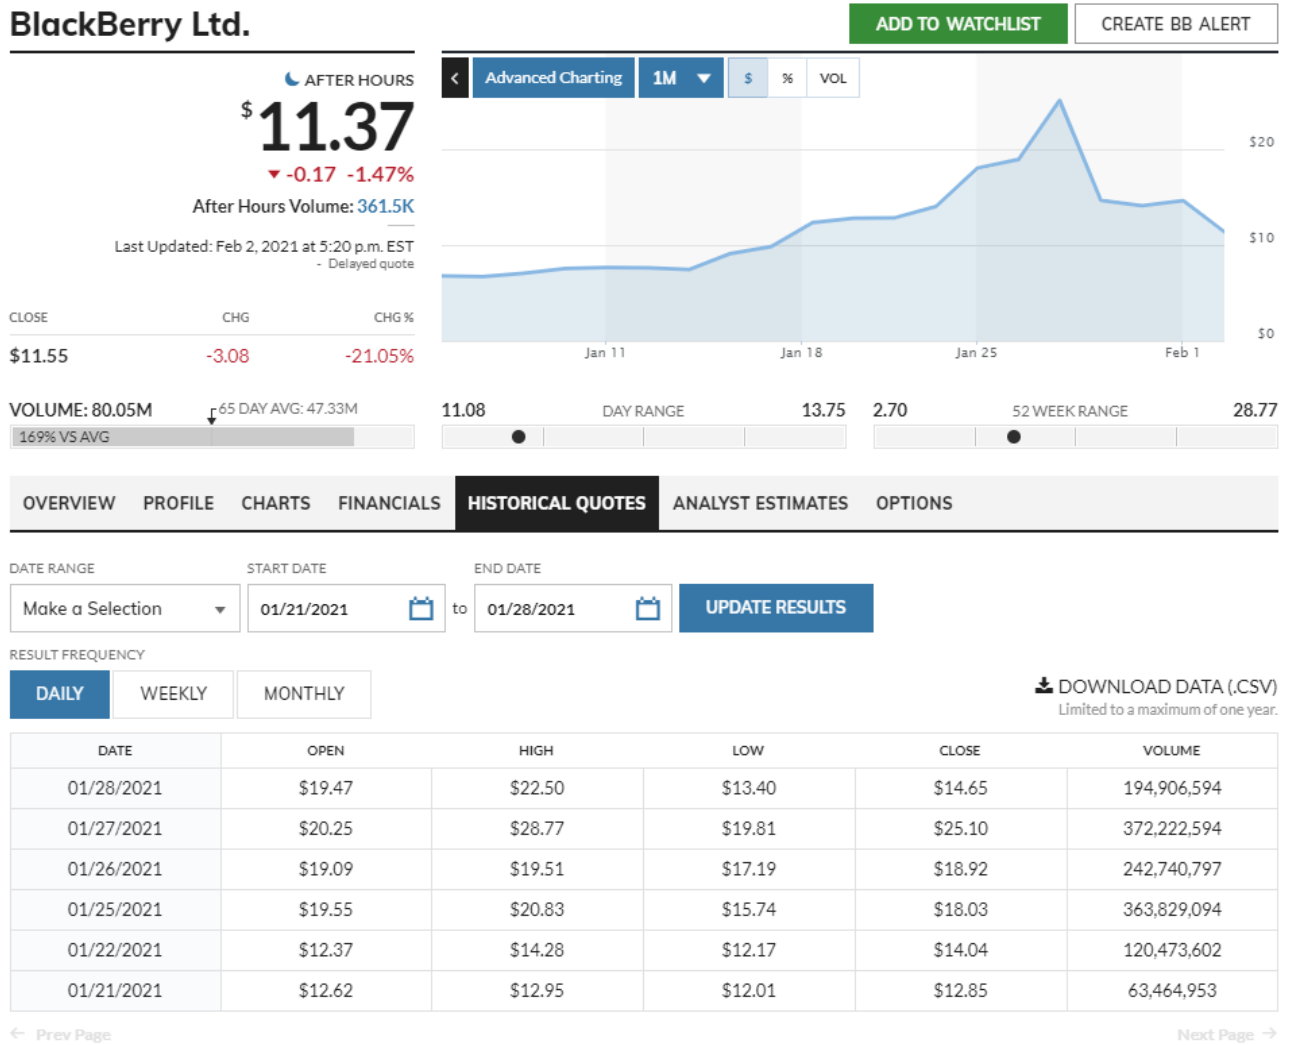 BlackBerry Ltd.
ADD TO WATCHLIST
CREATE BB ALERT
AFTER HOURS
$11.37
-0.17 -1.47%
After Hours Volume: 361.5K
Last Updated: Feb 2, 2021 at 5:20 p.m. EST
- Delayed quote
CLOSE CHG CHG %
$11.55 -3.08 -21.05%
Advanced Charting 1M $ % VOL
$20
$10
$0
Jan 11 Jan 18 Jan 25 Feb 1
VOLUME: 80.05M 65 DAY AVG: 47.33M
169% VS AVG
11.08 DAY RANGE 13.75
2.70 52 WEEK RANGE 28.77
OVERVIEW PROFILE CHARTS FINANCIALS HISTORICAL QUOTES ANALYST ESTIMATES OPTIONS
DATE RANGE START DATE END DATE
Make a Selection 01/21/2021 to 01/28/2021 UPDATE RESULTS
RESULT FREQUENCY
DAILY WEEKLY MONTHLY
DOWNLOAD DATA (.CSV)
Limited to a maximum of one year.
DATE OPEN HIGH LOW CLOSE VOLUME
01/28/2021 $19.47 $22.50 $13.40 $14.65 194,906,594
01/27/2021 $20.25 $28.77 $19.81 $25.10 372,222,594
01/26/2021 $19.09 $19.51 $17.19 $18.92 242,740,797
01/25/2021 $19.55 $20.83 $15.74 $18.03 363,829,094
01/22/2021 $12.37 $14.28 $12.17 $14.04 120,473,602
01/21/2021 $12.62 $12.95 $12.01 $12.85 63,464,953
Prev Page Next Page